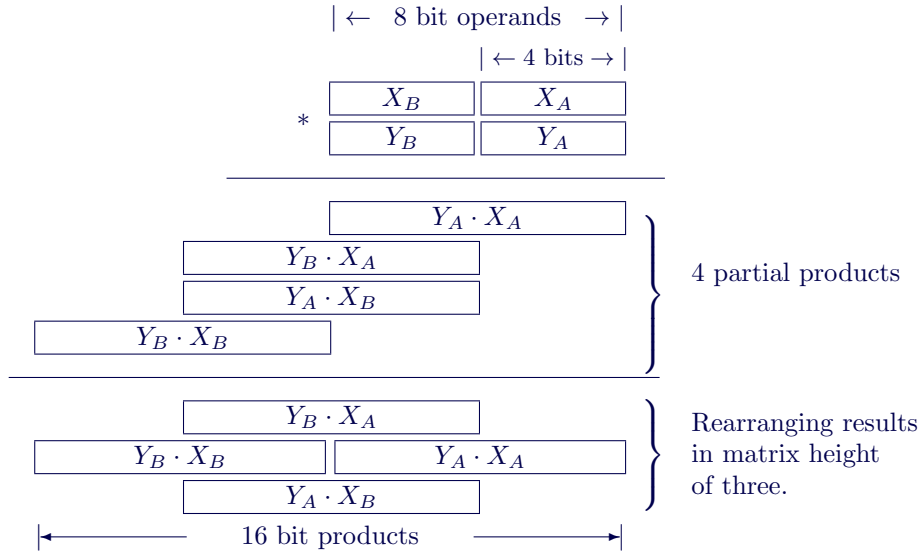 | ← 8 bit operands → |
| ← 4 bits → |
X_B X_A
*
Y_B Y_A
Y_A · X_A
Y_B · X_A
4 partial products
Y_A · X_B
Y_B · X_B
Y_B · X_A
Rearranging results
Y_B · X_B Y_A · X_A
in matrix height
Y_A · X_B
of three.
16 bit products